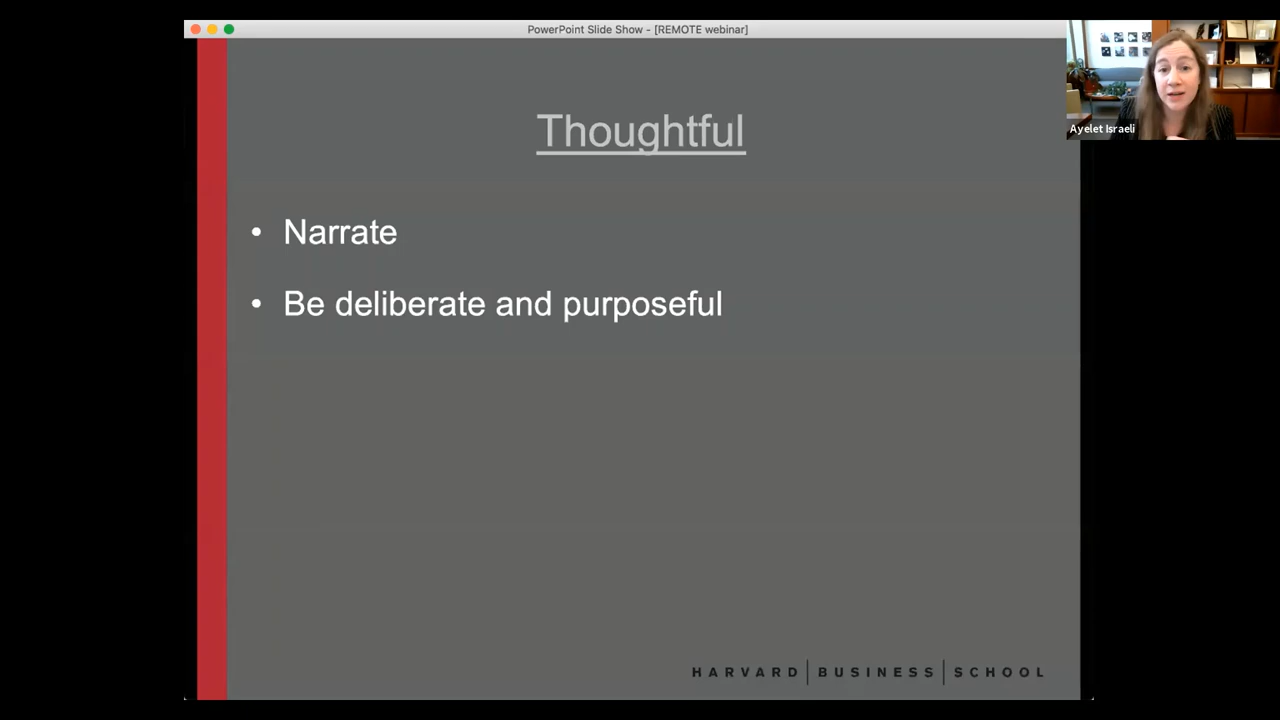 PowerPoint Slide Show - [REMOTE webinar]
Ayelet Israeli
Thoughtful
• Narrate
• Be deliberate and purposeful
HARVARD | BUSINESS | SCHOOL